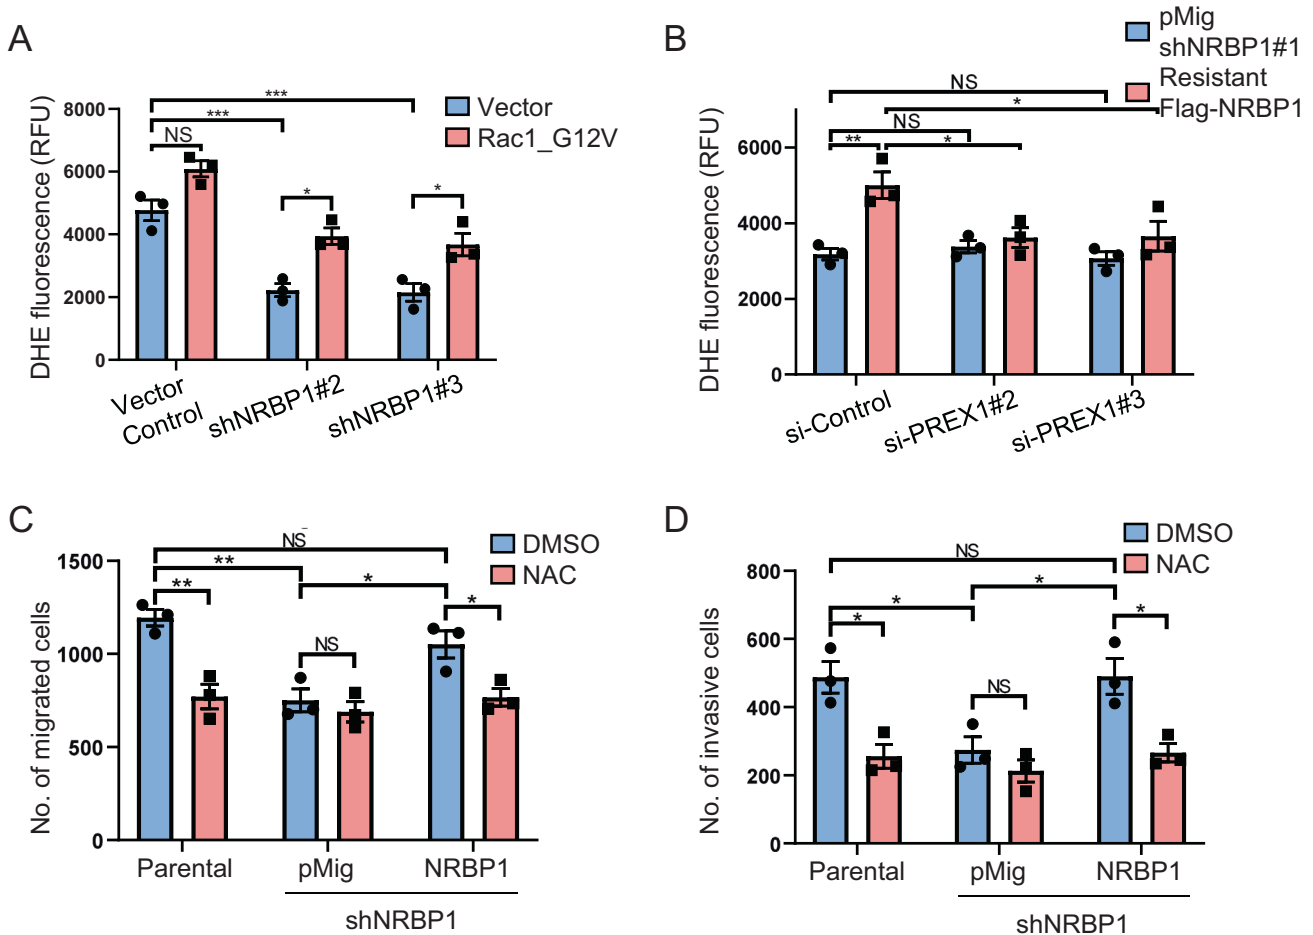 A
DHE fluorescence (RFU)
8000
6000
4000
2000
0
***
***
NS
*
*
Vector
Rac1_G12V
Vector
Control
shNRBP1#2
shNRBP1#3
B
DHE fluorescence (RFU)
6000
4000
2000
0
pMig
shNRBP1#1
Resistant
Flag-NRBP1
NS
*
NS
**
*
si-Control
si-PREX1#2
si-PREX1#3
C
No. of migrated cells
1500
1000
500
0
NS
**
*
**
NS
*
DMSO
NAC
Parental
pMig
NRBP1
shNRBP1
D
No. of invasive cells
800
600
400
200
0
NS
*
*
*
NS
*
DMSO
NAC
Parental
pMig
NRBP1
shNRBP1